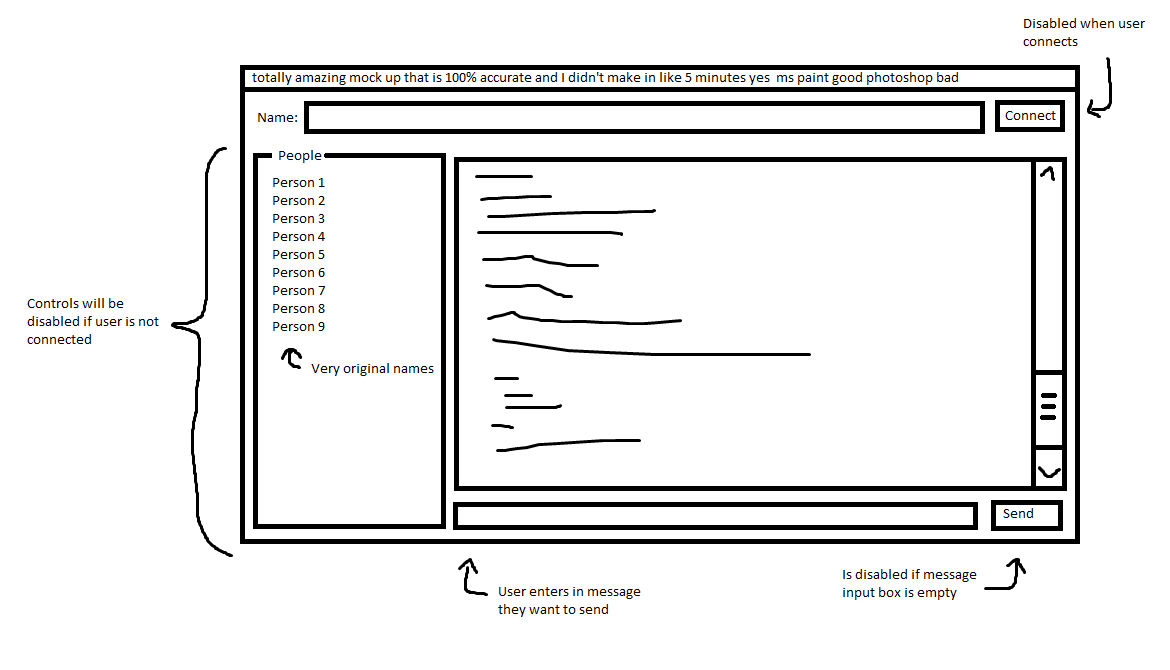 Disabled when user
connects
totally amazing mock up that is 100% accurate and I didn't make in like 5 minutes yes  ms paint good photoshop bad
Name:
Connect
People
Person 1
Person 2
Person 3
Person 4
Person 5
Person 6
Person 7
Person 8
Person 9
Very original names
Controls will be
disabled if user is not
connected
Send
User enters in message
they want to send
Is disabled if message
input box is empty